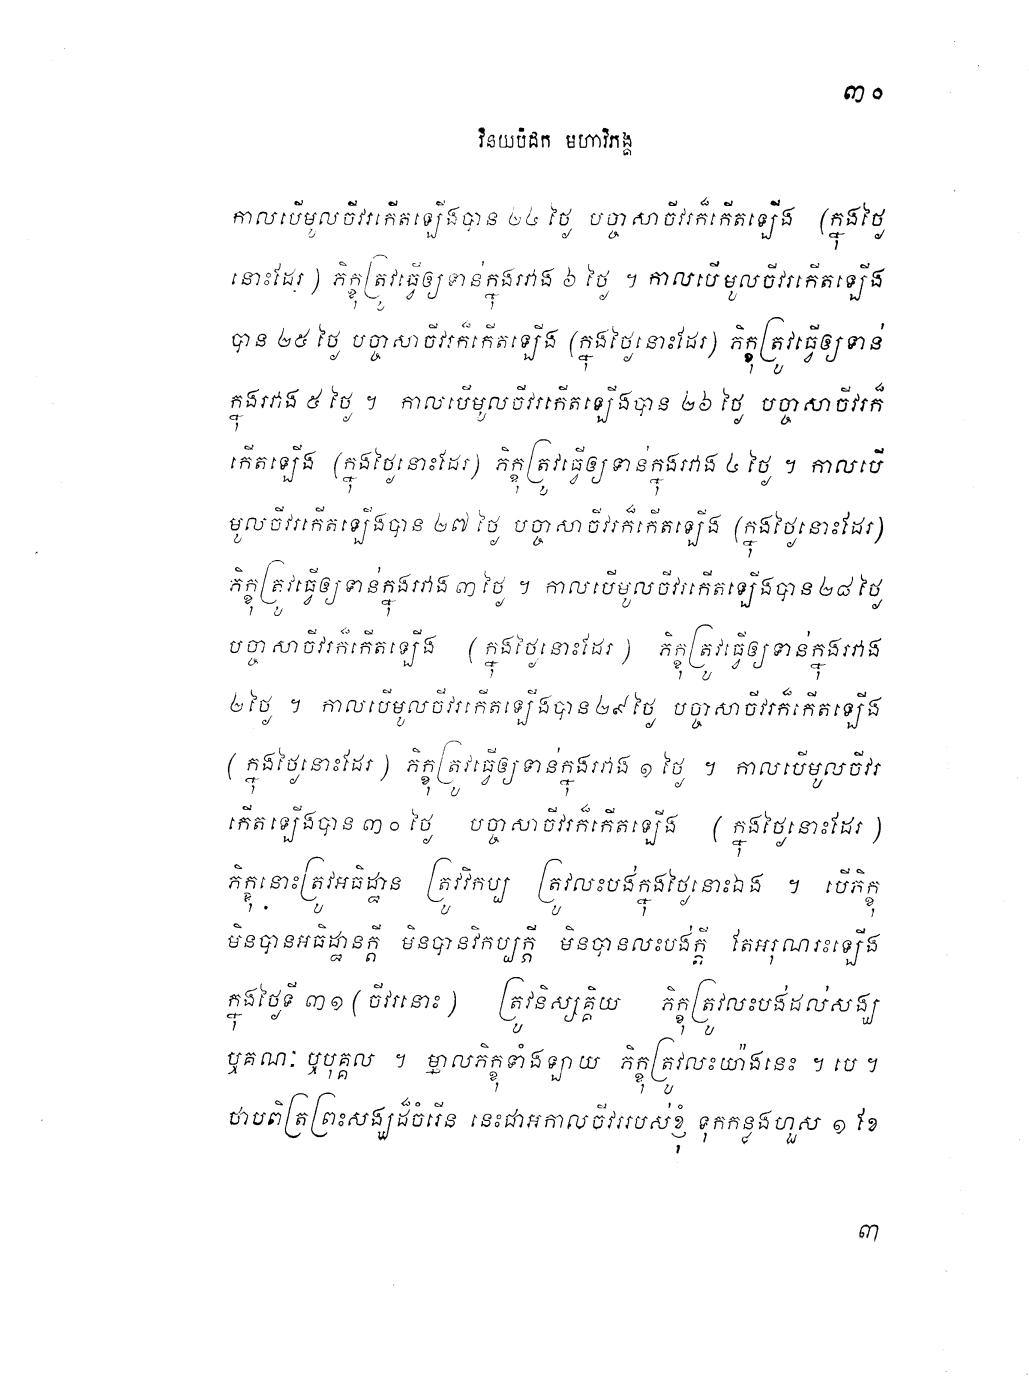 ៣០
វិនយបិដក មហាវិភង្គ
កាលបើមូលចីវរកើតឡើងបាន ២៤ ថ្ងៃ បច្ចាសាចីវរក៏កើតឡើង (ក្នុងថ្ងៃ
នោះដែរ) ភិក្ខុត្រូវធ្វើឲ្យទាន់ក្នុងរវាង ៦ ថ្ងៃ ។ កាលបើមូលចីវរកើតឡើង
បាន ២៥ ថ្ងៃ បច្ចាសាចីវរក៏កើតឡើង (ក្នុងថ្ងៃនោះដែរ) ភិក្ខុត្រូវធ្វើឲ្យទាន់
ក្នុងរវាង ៥ ថ្ងៃ ។ កាលបើមូលចីវរកើតឡើងបាន ២៦ ថ្ងៃ បច្ចាសាចីវរក៏
កើតឡើង (ក្នុងថ្ងៃនោះដែរ) ភិក្ខុត្រូវធ្វើឲ្យទាន់ក្នុងរវាង ៤ ថ្ងៃ ។ កាលបើ
មូលចីវរកើតឡើងបាន ២៧ ថ្ងៃ បច្ចាសាចីវរក៏កើតឡើង (ក្នុងថ្ងៃនោះដែរ)
ភិក្ខុត្រូវធ្វើឲ្យទាន់ក្នុងរវាង ៣ ថ្ងៃ ។ កាលបើមូលចីវរកើតឡើងបាន ២៨ ថ្ងៃ
បច្ចាសាចីវរក៏កើតឡើង (ក្នុងថ្ងៃនោះដែរ) ភិក្ខុត្រូវធ្វើឲ្យទាន់ក្នុងរវាង
២ ថ្ងៃ ។ កាលបើមូលចីវរកើតឡើងបាន ២៩ ថ្ងៃ បច្ចាសាចីវរក៏កើតឡើង
(ក្នុងថ្ងៃនោះដែរ) ភិក្ខុត្រូវធ្វើឲ្យទាន់ក្នុងរវាង ១ ថ្ងៃ ។ កាលបើមូលចីវរ
កើតឡើងបាន ៣០ ថ្ងៃ បច្ចាសាចីវរក៏កើតឡើង (ក្នុងថ្ងៃនោះដែរ)
ភិក្ខុនោះត្រូវអធិដ្ឋាន ត្រូវវិកប្ប ត្រូវលះបង់ក្នុងថ្ងៃនោះឯង ។ បើភិក្ខុ
មិនបានអធិដ្ឋានក្តី មិនបានវិកប្បក្តី មិនបានលះបង់ក្តី តែអរុណរះឡើង
ក្នុងថ្ងៃទី ៣១ (ចីវរនោះ) ត្រូវនិស្សគ្គិយ ភិក្ខុត្រូវលះបង់ដល់សង្ឃ
ឬគណៈ ឬបុគ្គល ។ ម្នាលភិក្ខុទាំងឡាយ ភិក្ខុត្រូវលះយ៉ាងនេះ ។ បេ ។
បាបពិត្រព្រះសង្ឃដ៏ចំរើន នេះជាអកាលចីវររបស់ខ្ញុំ ទុកកន្លងហួស ១ ខែ
៣